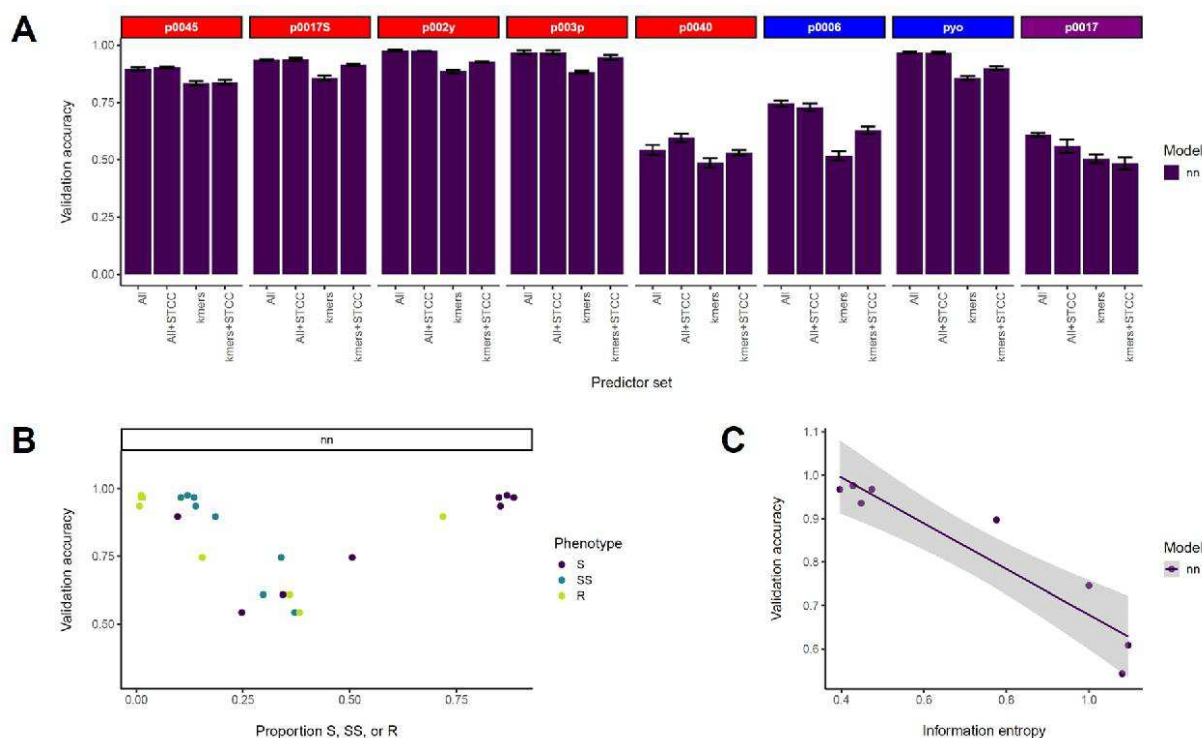 A
p0045 p0017S p002y p003p p0040 p0006 pyo p0017
1.00
0.75
0.50
0.25
0.00
Validation accuracy
All All+STCC kmers kmers+STCC All All+STCC kmers kmers+STCC All All+STCC kmers kmers+STCC All All+STCC kmers kmers+STCC All All+STCC kmers kmers+STCC All All+STCC kmers kmers+STCC All All+STCC kmers kmers+STCC All All+STCC kmers kmers+STCC
Predictor set
Model
nn
B
nn
1.00
0.75
0.50
Validation accuracy
0.00 0.25 0.50 0.75
Proportion S, SS, or R
Phenotype
S
SS
R
C
1.1
1.0
0.9
0.8
0.7
0.6
Validation accuracy
0.4 0.6 0.8 1.0
Information entropy
Model
nn